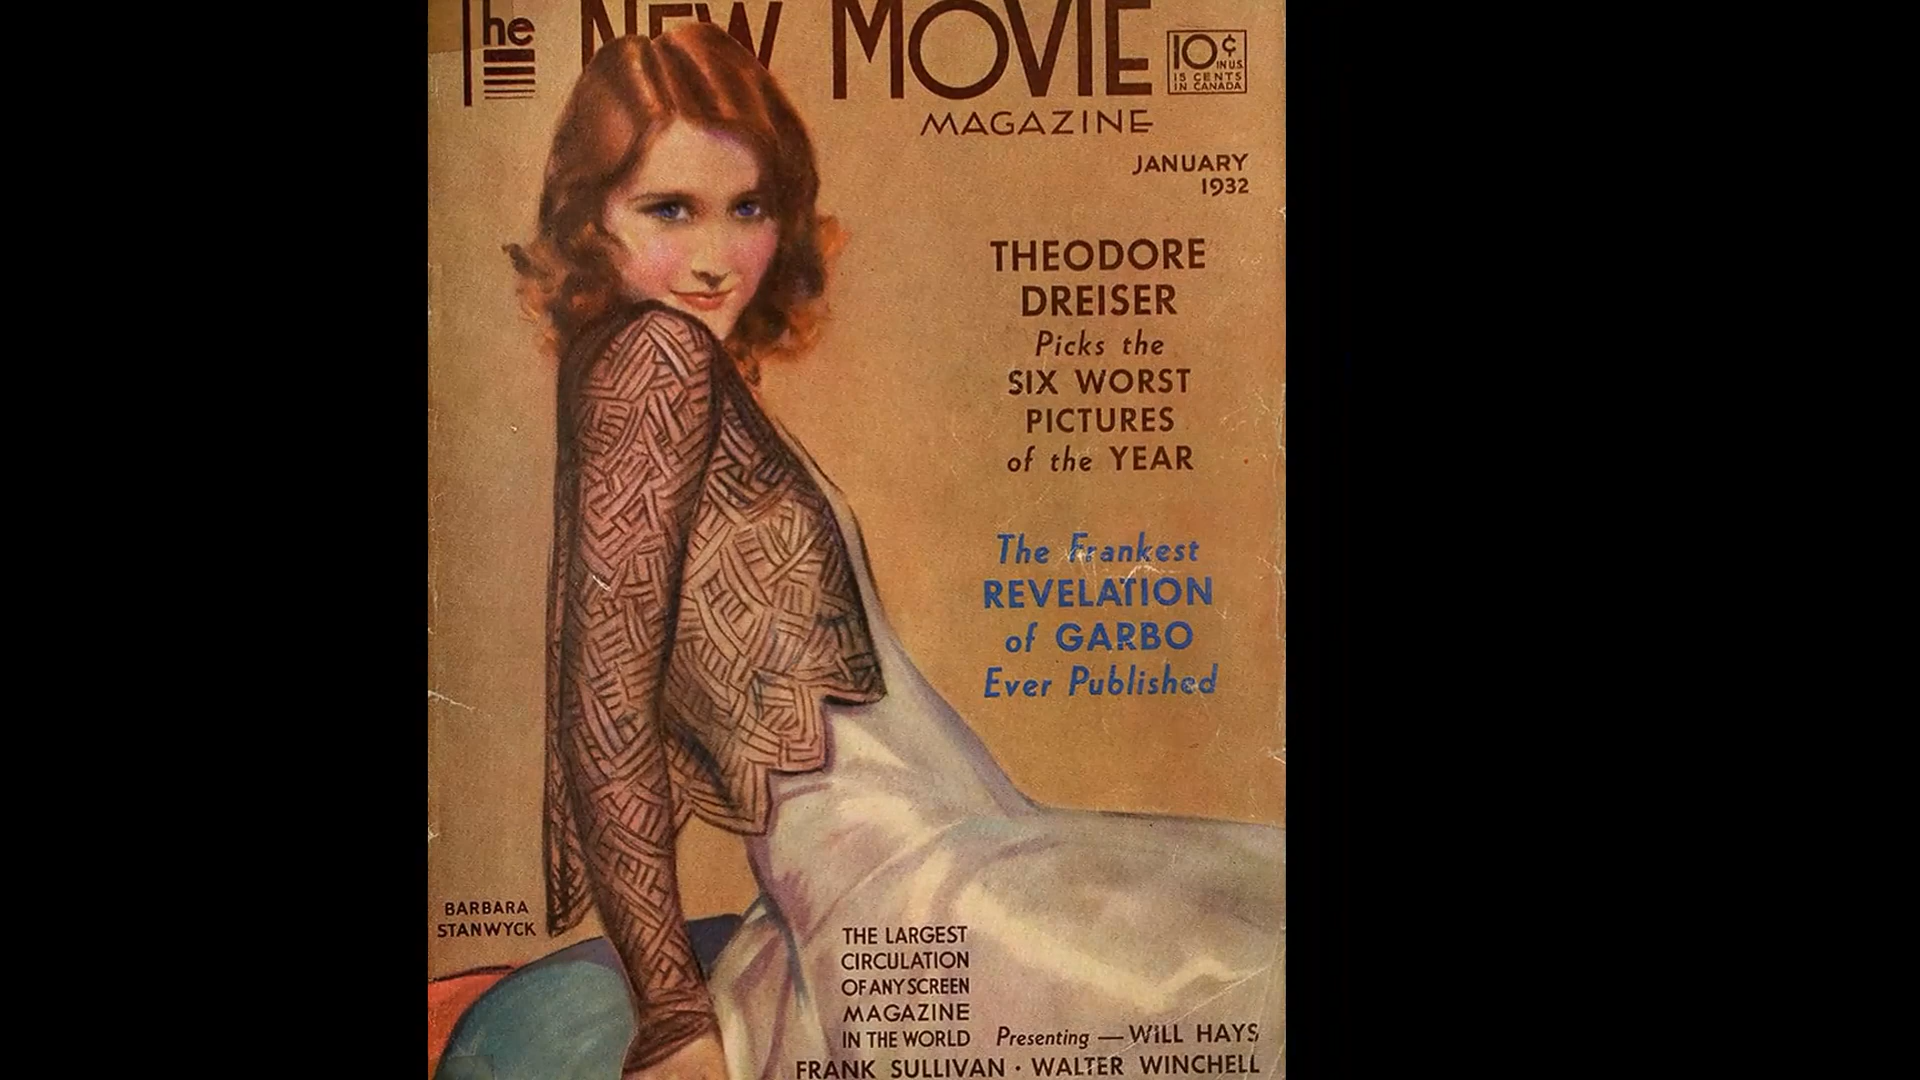 The NEW MOVIE
MAGAZINE
10¢
IN U.S.
15 CENTS
IN CANADA
JANUARY
1932
THEODORE
DREISER
Picks the
SIX WORST
PICTURES
of the YEAR
The Frankest
REVELATION
of GARBO
Ever Published
BARBARA
STANWYCK
THE LARGEST
CIRCULATION
OF ANY SCREEN
MAGAZINE
IN THE WORLD
Presenting — WILL HAYS
FRANK SULLIVAN · WALTER WINCHELL